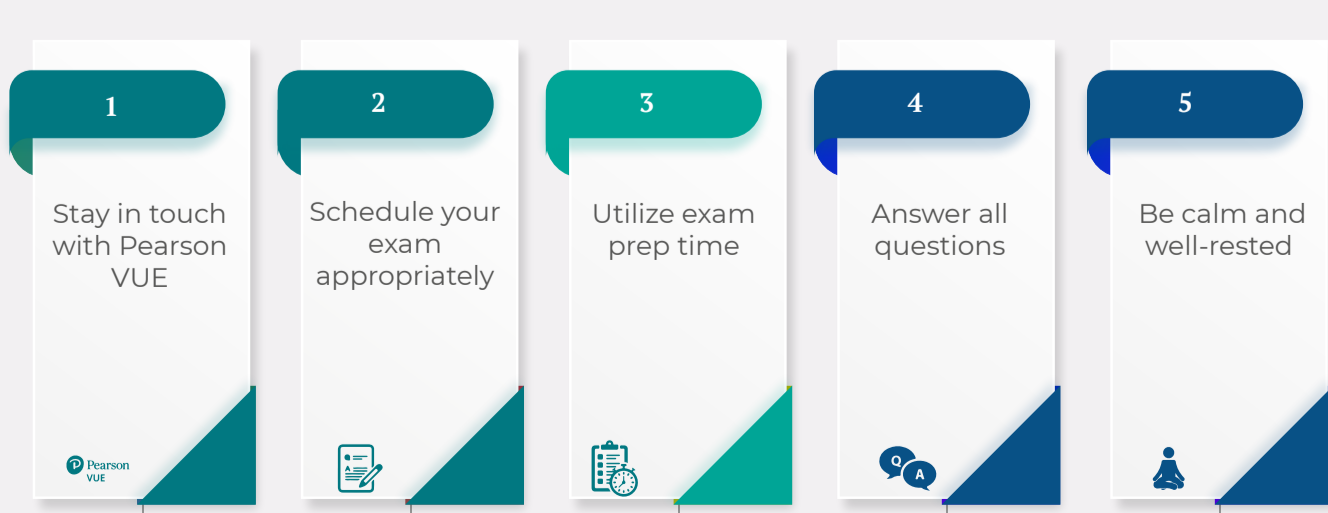 1
Stay in touch
with Pearson
VUE
Pearson
VUE
2
Schedule your
exam
appropriately
A
3
Utilize exam
prep time
4
Answer all
questions
Q
A
5
Be calm and
well-rested